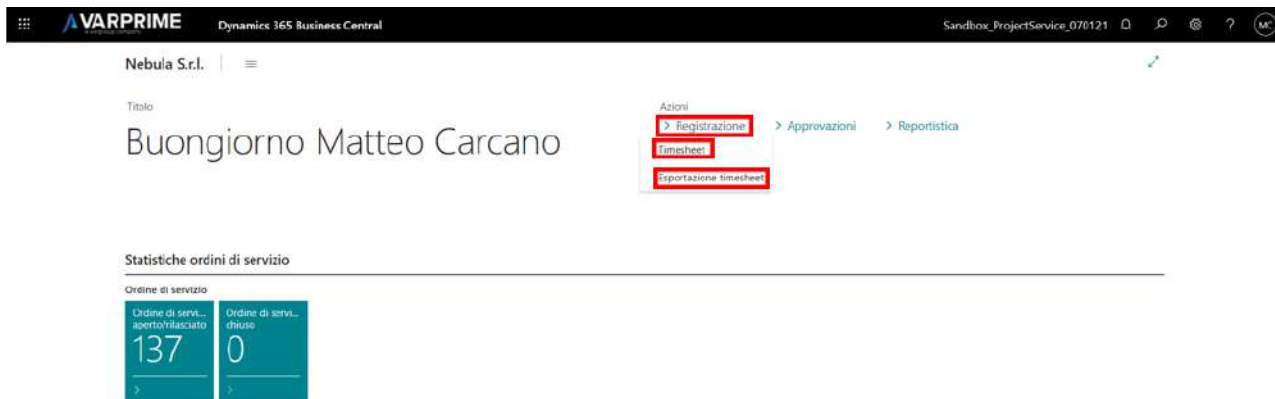 VARPRIME
Dynamics 365 Business Central
Sandbox_ProjectService_070121
?
MC
Nebula S.r.l.
Titolo
Azioni
Buongiorno Matteo Carcano
> Registrazione
> Approvazioni
> Reportistica
Timesheet
Esportazione timesheet
Statistiche ordini di servizio
Ordine di servizio
Ordine di servi...
aperto/rilasciato
137
Ordine di servi...
chiuso
0